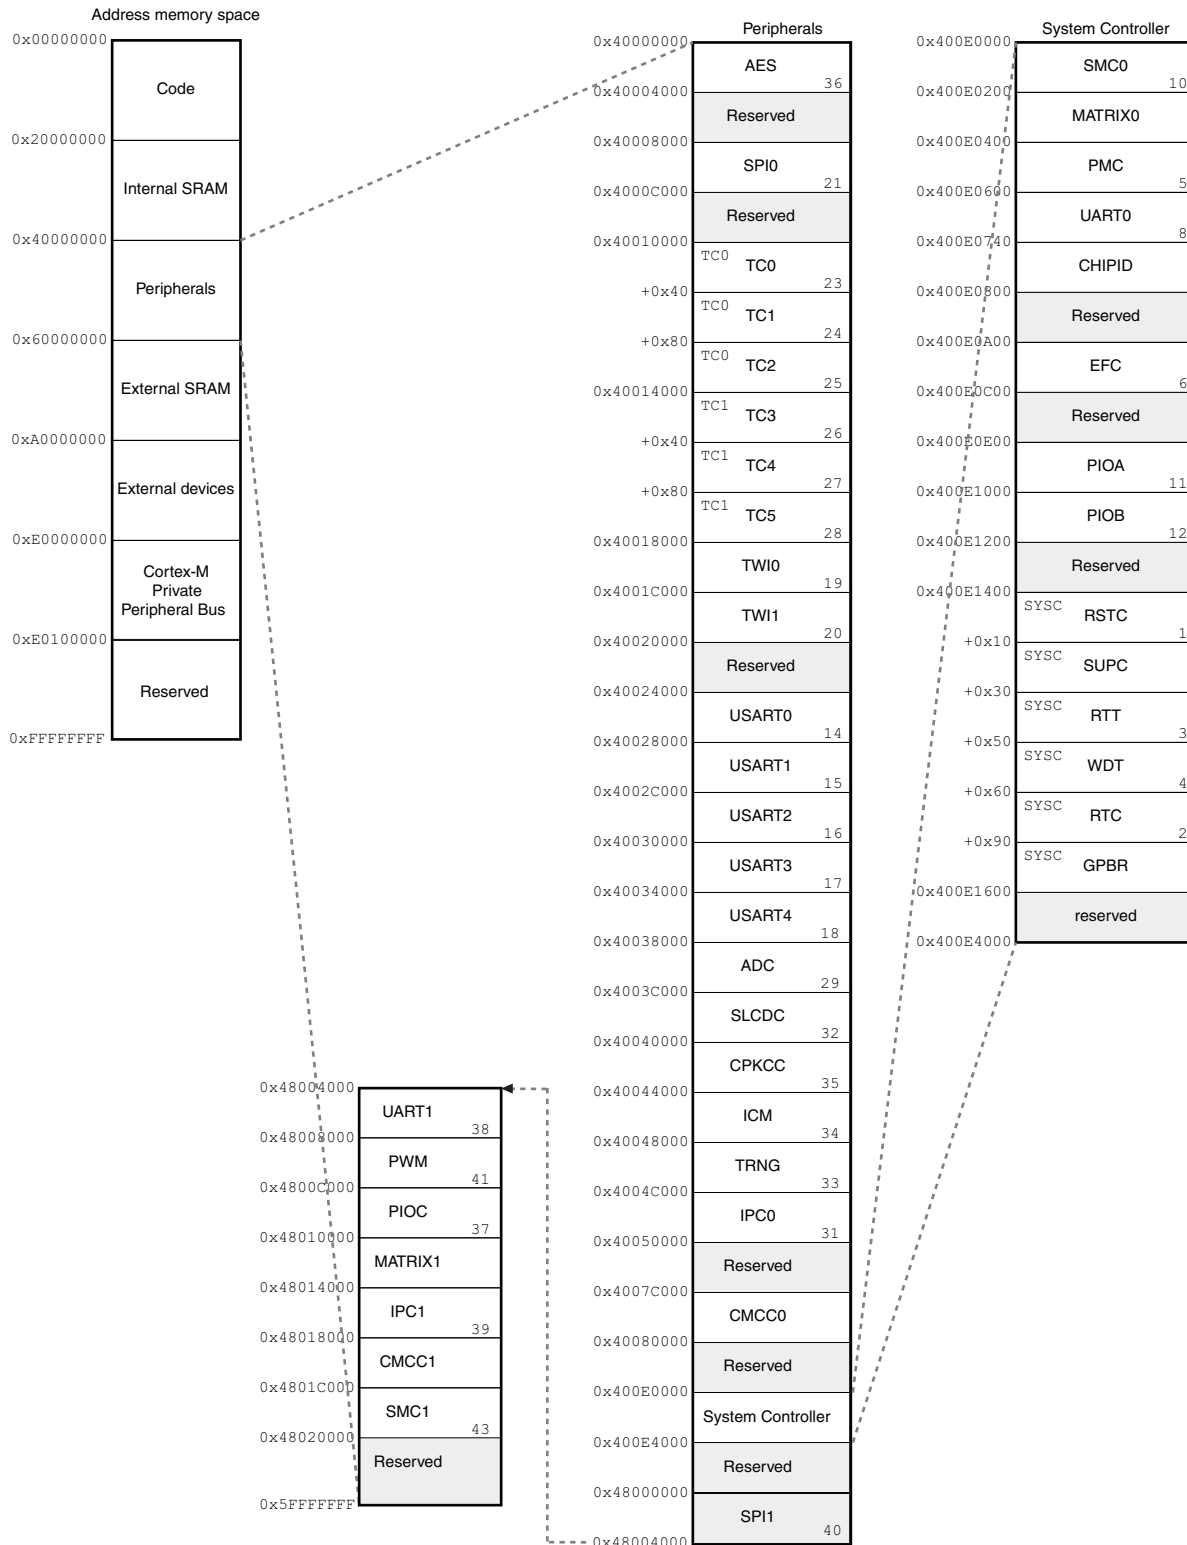 Address memory space
0x00000000
Code
0x20000000
Internal SRAM
0x40000000
Peripherals
0x60000000
External SRAM
0xA0000000
External devices
0xE0000000
Cortex-M
Private
Peripheral Bus
0xE0100000
Reserved
0xFFFFFFFF
0x48004000
UART1
38
0x48008000
PWM
41
0x4800C000
PIOC
37
0x48010000
MATRIX1
0x48014000
IPC1
39
0x48018000
CMCC1
0x4801C000
SMC1
43
0x48020000
Reserved
0x5FFFFFFF
Peripherals
0x40000000
AES
36
0x40004000
Reserved
0x40008000
SPI0
21
0x4000C000
Reserved
0x40010000
TC0
TC0
23
+0x40
TC0
TC1
24
+0x80
TC0
TC2
25
0x40014000
TC1
TC3
26
+0x40
TC1
TC4
27
+0x80
TC1
TC5
28
0x40018000
TWI0
19
0x4001C000
TWI1
20
0x40020000
Reserved
0x40024000
USART0
14
0x40028000
USART1
15
0x4002C000
USART2
16
0x40030000
USART3
17
0x40034000
USART4
18
0x40038000
ADC
29
0x4003C000
SLCDC
32
0x40040000
CPKCC
35
0x40044000
ICM
34
0x40048000
TRNG
33
0x4004C000
IPC0
31
0x40050000
Reserved
0x4007C000
CMCC0
0x40080000
Reserved
0x400E0000
System Controller
0x400E4000
Reserved
0x48000000
SPI1
40
0x48004000
System Controller
0x400E0000
SMC0
10
0x400E0200
MATRIX0
0x400E0400
PMC
5
0x400E0600
UART0
8
0x400E0740
CHIPID
0x400E0800
Reserved
0x400E0A00
EFC
6
0x400E0C00
Reserved
0x400E0E00
PIOA
11
0x400E1000
PIOB
12
0x400E1200
Reserved
0x400E1400
SYSC
RSTC
1
+0x10
SYSC
SUPC
+0x30
SYSC
RTT
3
+0x50
SYSC
WDT
4
+0x60
SYSC
RTC
2
+0x90
SYSC
GPBR
0x400E1600
reserved
0x400E4000